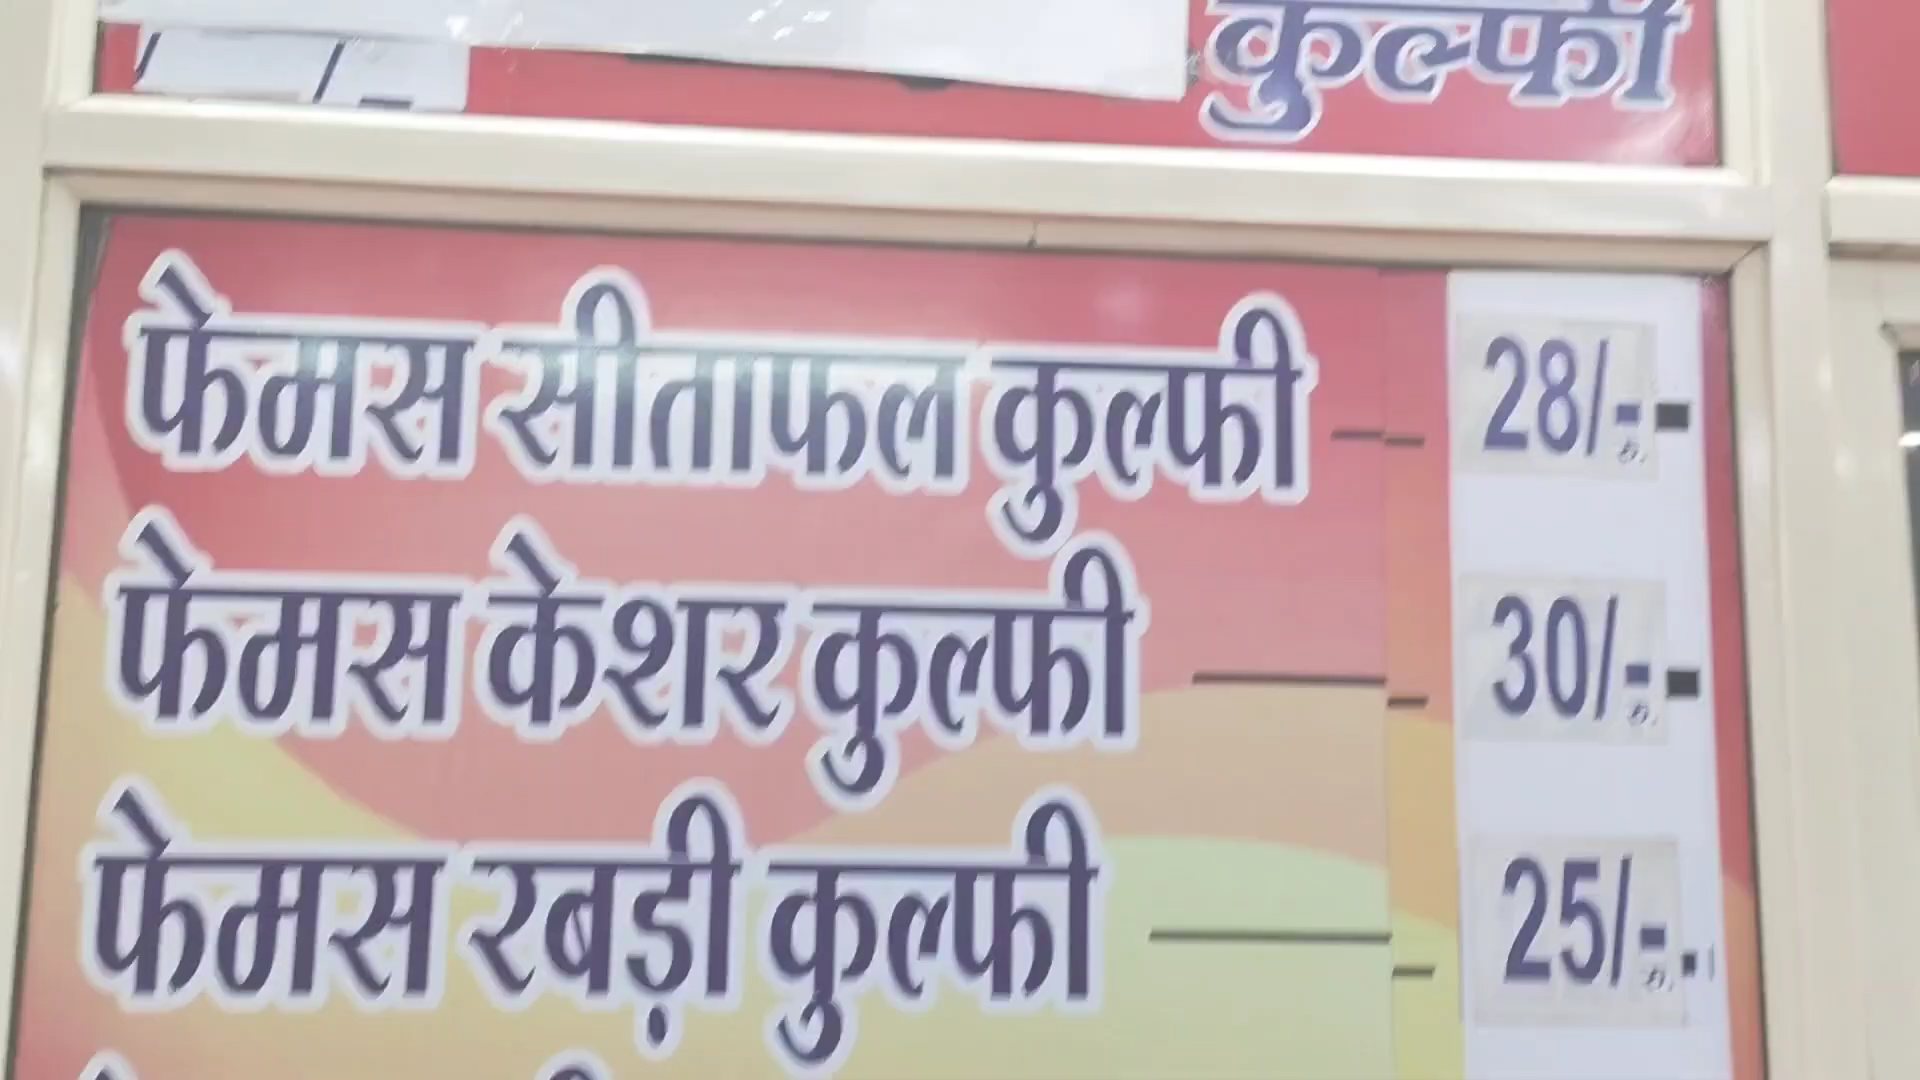 कुल्फी
फेमस सीताफल कुल्फी — 28/- रु.
फेमस केशर कुल्फी — 30/- रु.
फेमस रबड़ी कुल्फी — 25/- रु.